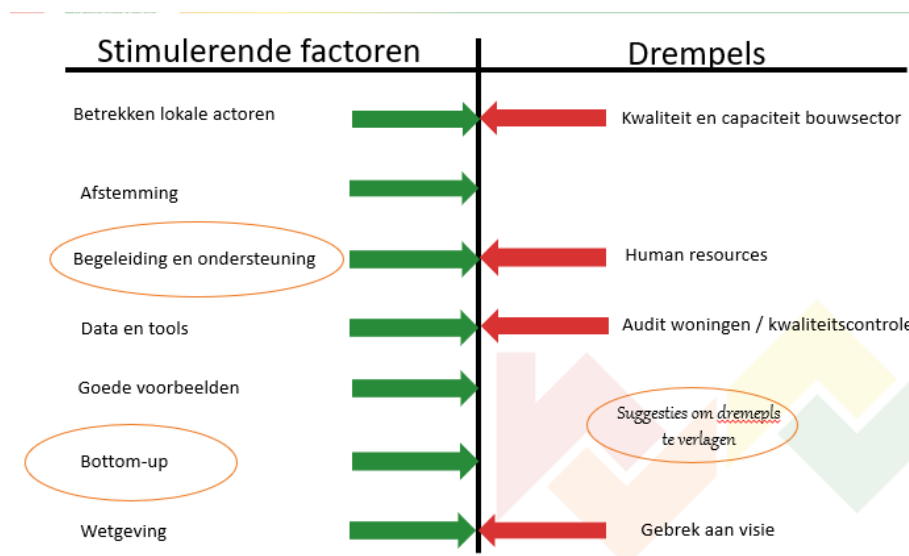 Stimulerende factoren
Drempels
Betrekken lokale actoren
Kwaliteit en capaciteit bouwsector
Afstemming
Begeleiding en ondersteuning
Human resources
Data en tools
Audit woningen / kwaliteitscontrole
Goede voorbeelden
Suggesties om dremepls
te verlagen
Bottom-up
Wetgeving
Gebrek aan visie